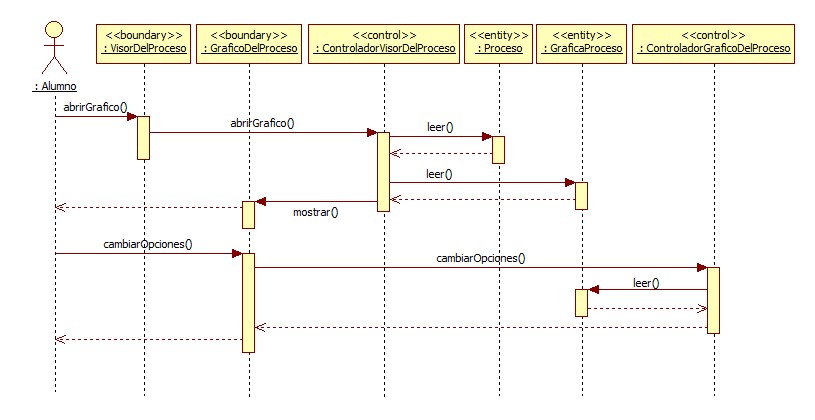 <<boundary>>
: VisorDelProceso
<<boundary>>
: GraficoDelProceso
<<control>>
: ControladorVisorDelProceso
<<entity>>
: Proceso
<<entity>>
: GraficaProceso
<<control>>
: ControladorGraficoDelProceso
: Alumno
abrirGrafico()
abrirGrafico()
leer()
leer()
mostrar()
cambiarOpciones()
cambiarOpciones()
leer()